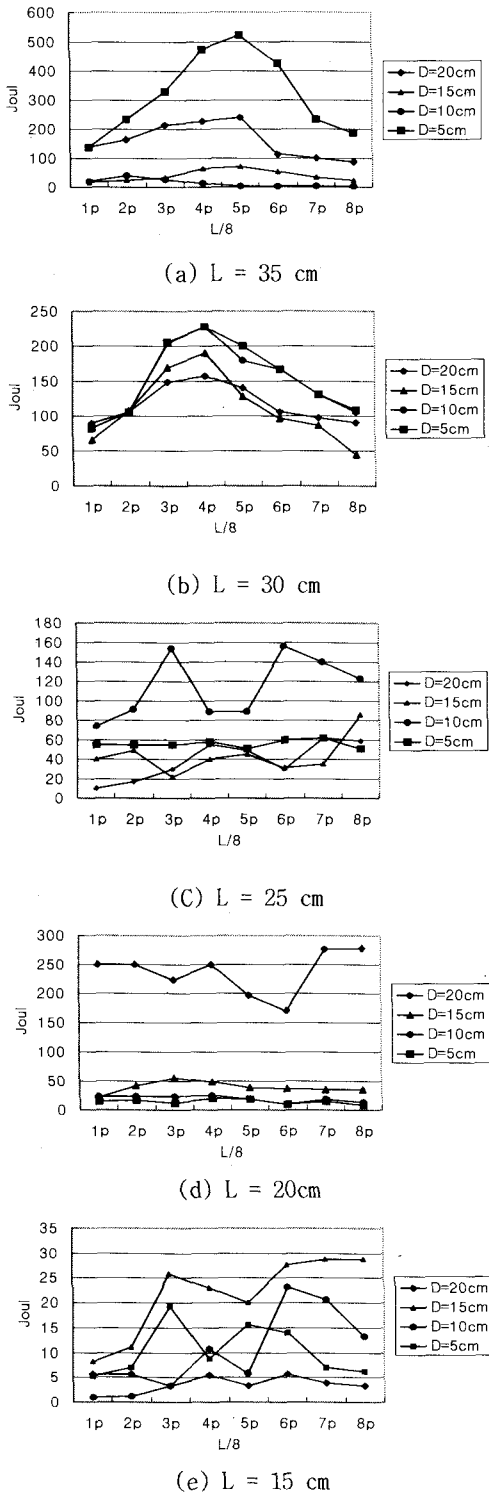 600
500
400
300
200
100
0
Joul
1p 2p 3p 4p 5p 6p 7p 8p
L/8
D=20cm
D=15cm
D=10cm
D=5cm
(a) L = 35 cm
250
200
150
100
50
0
Joul
1p 2p 3p 4p 5p 6p 7p 8p
L/8
D=20cm
D=15cm
D=10cm
D=5cm
(b) L = 30 cm
180
160
140
120
100
80
60
40
20
0
Joul
1p 2p 3p 4p 5p 6p 7p 8p
L/8
D=20cm
D=15cm
D=10cm
D=5cm
(C) L = 25 cm
300
250
200
150
100
50
0
Joul
1p 2p 3p 4p 5p 6p 7p 8p
L/8
D=20cm
D=15cm
D=10cm
D=5cm
(d) L = 20cm
35
30
25
20
15
10
5
0
Joul
1p 2p 3p 4p 5p 6p 7p 8p
L/8
D=20cm
D=15cm
D=10cm
D=5cm
(e) L = 15 cm